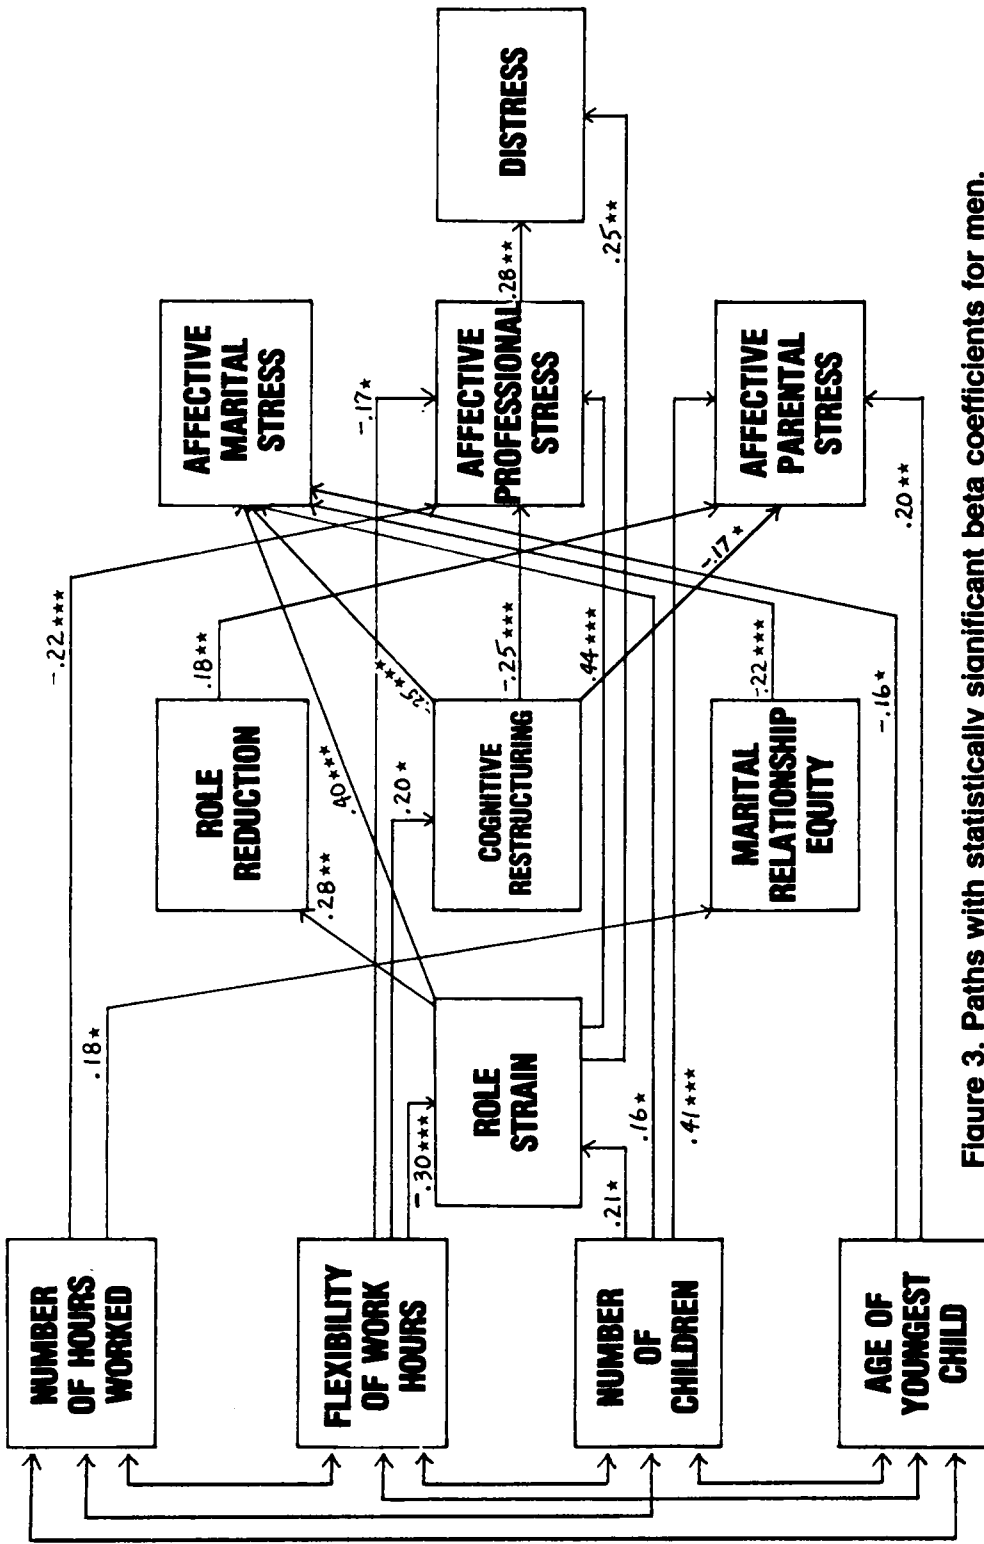 NUMBER
OF HOURS
WORKED
FLEXIBILITY
OF WORK
HOURS
NUMBER
OF
CHILDREN
AGE OF
YOUNGEST
CHILD
-.22***
.18*
-.30***
.21*
.16*
.41***
-.16*
.20**
ROLE
STRAIN
.28**
.40***
.20*
-.17*
.44***
.25**
ROLE
REDUCTION
.18**
COGNITIVE
RESTRUCTURING
-.25***
-.25***
-.17*
MARITAL
RELATIONSHIP
EQUITY
-.22***
AFFECTIVE
MARITAL
STRESS
AFFECTIVE
PROFESSIONAL
STRESS
.28**
AFFECTIVE
PARENTAL
STRESS
DISTRESS
Figure 3. Paths with statistically significant beta coefficients for men.